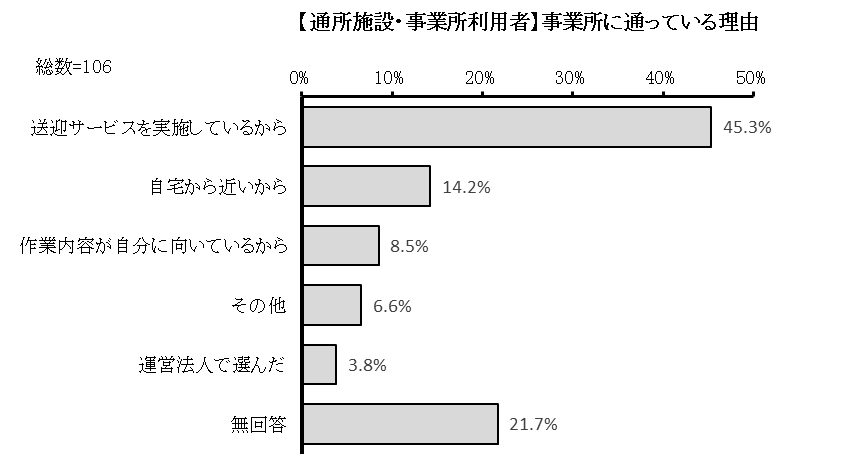 【通所施設・事業所利用者】事業所に通っている理由
総数=106
0% 10% 20% 30% 40% 50%
送迎サービスを実施しているから 45.3%
自宅から近いから 14.2%
作業内容が自分に向いているから 8.5%
その他 6.6%
運営法人で選んだ 3.8%
無回答 21.7%